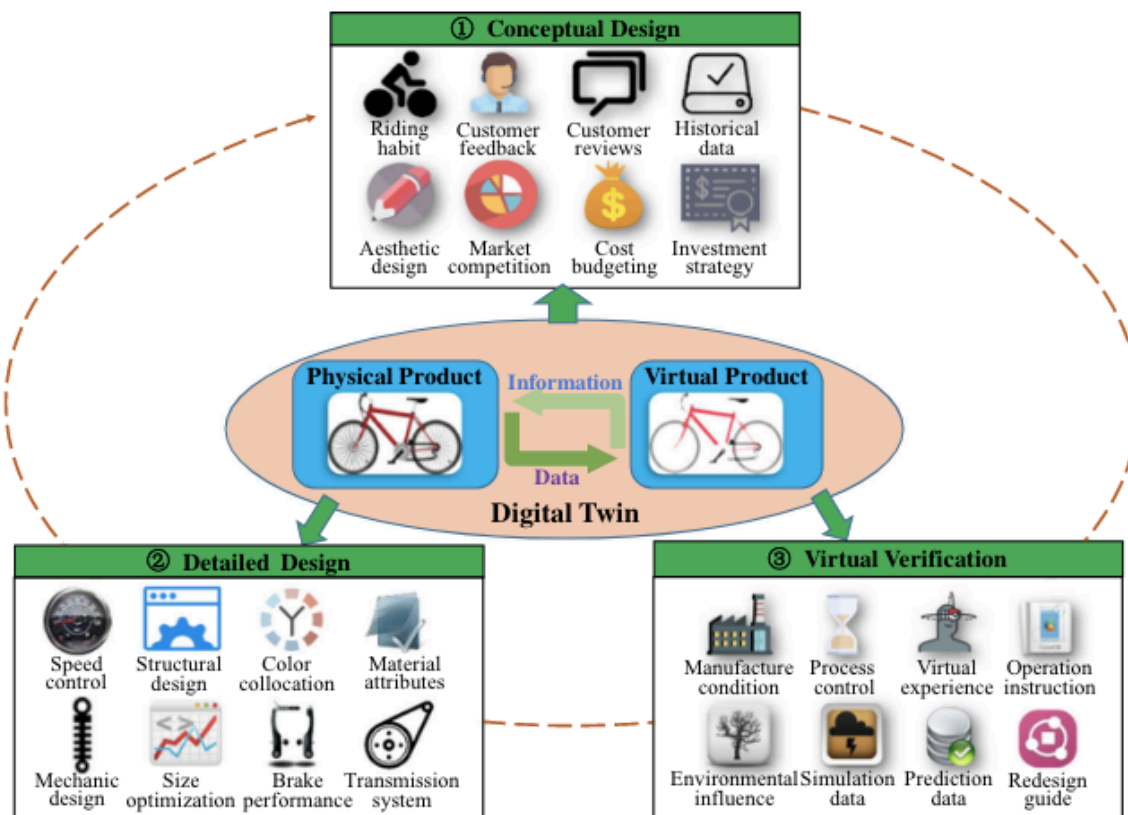 ① Conceptual Design
Riding habit
Customer feedback
Customer reviews
Historical data
Aesthetic design
Market competition
Cost budgeting
Investment strategy
Physical Product
Information
Virtual Product
Data
Digital Twin
② Detailed Design
Speed control
Structural design
Color collocation
Material attributes
Mechanic design
Size optimization
Brake performance
Transmission system
③ Virtual Verification
Manufacture condition
Process control
Virtual experience
Operation instruction
Environmental influence
Simulation data
Prediction data
Redesign guide